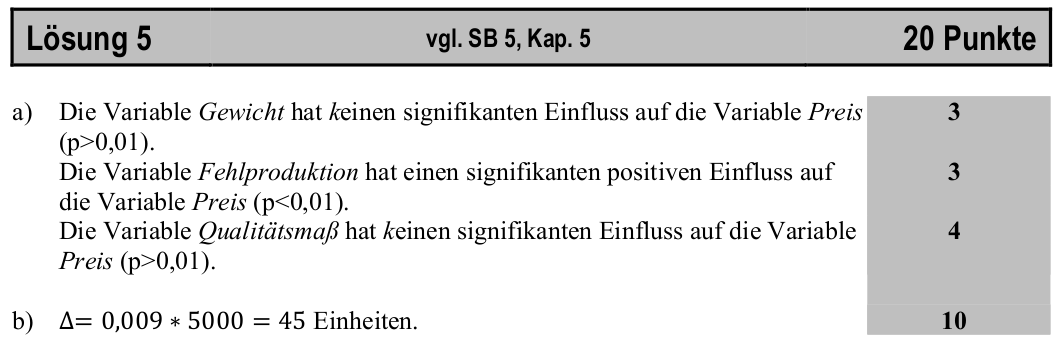 Lösung 5 vgl. SB 5, Kap. 5 20 Punkte
a) Die Variable Gewicht hat keinen signifikanten Einfluss auf die Variable Preis 3
(p>0,01).
Die Variable Fehlproduktion hat einen signifikanten positiven Einfluss auf 3
die Variable Preis (p<0,01).
Die Variable Qualitätsmaß hat keinen signifikanten Einfluss auf die Variable 4
Preis (p>0,01).
b) Δ= 0,009 ∗ 5000 = 45 Einheiten. 10